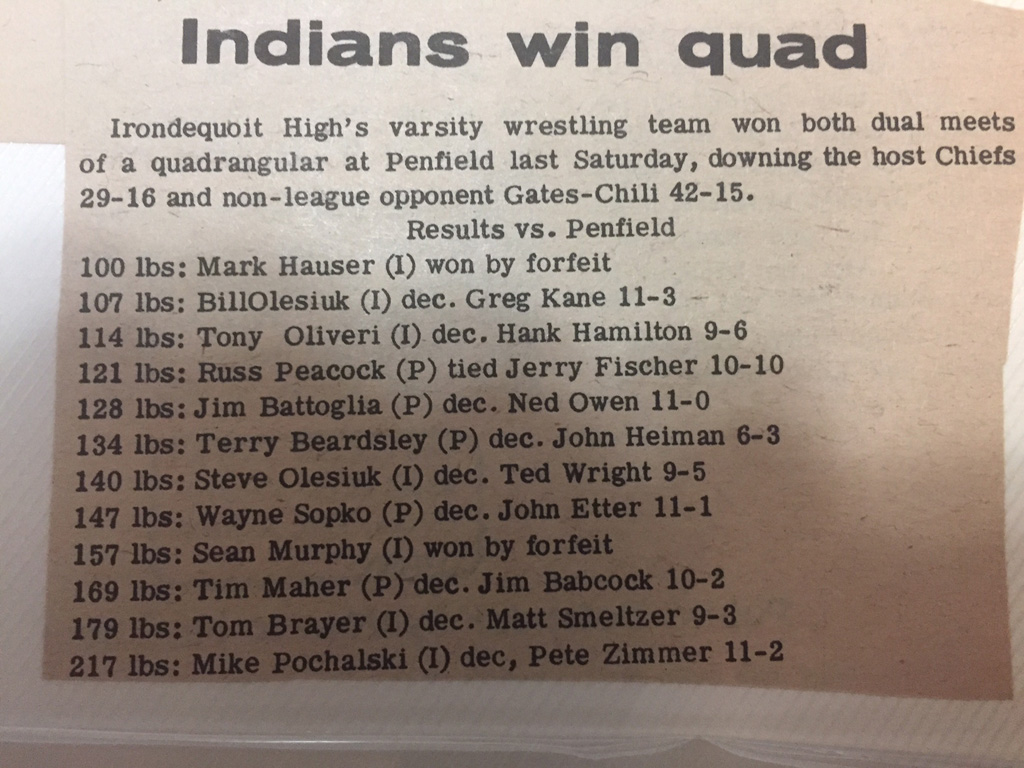 Indians win quad
Irondequoit High's varsity wrestling team won both dual meets
of a quadrangular at Penfield last Saturday, downing the host Chiefs
29-16 and non-league opponent Gates-Chili 42-15.
Results vs. Penfield
100 lbs: Mark Hauser (I) won by forfeit
107 lbs: BillOlesiuk (I) dec. Greg Kane 11-3
114 lbs: Tony Oliveri (I) dec. Hank Hamilton 9-6
121 lbs: Russ Peacock (P) tied Jerry Fischer 10-10
128 lbs: Jim Battoglia (P) dec. Ned Owen 11-0
134 lbs: Terry Beardsley (P) dec. John Heiman 6-3
140 lbs: Steve Olesiuk (I) dec. Ted Wright 9-5
147 lbs: Wayne Sopko (P) dec. John Etter 11-1
157 lbs: Sean Murphy (I) won by forfeit
169 lbs: Tim Maher (P) dec. Jim Babcock 10-2
179 lbs: Tom Brayer (I) dec. Matt Smeltzer 9-3
217 lbs: Mike Pochalski (I) dec, Pete Zimmer 11-2